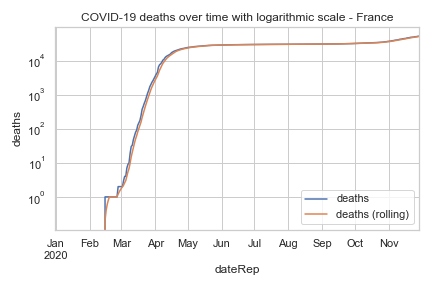 COVID-19 deaths over time with logarithmic scale - France
deaths
10^4
10^3
10^2
10^1
10^0
deaths
deaths (rolling)
Jan Feb Mar Apr May Jun Jul Aug Sep Oct Nov
2020
dateRep